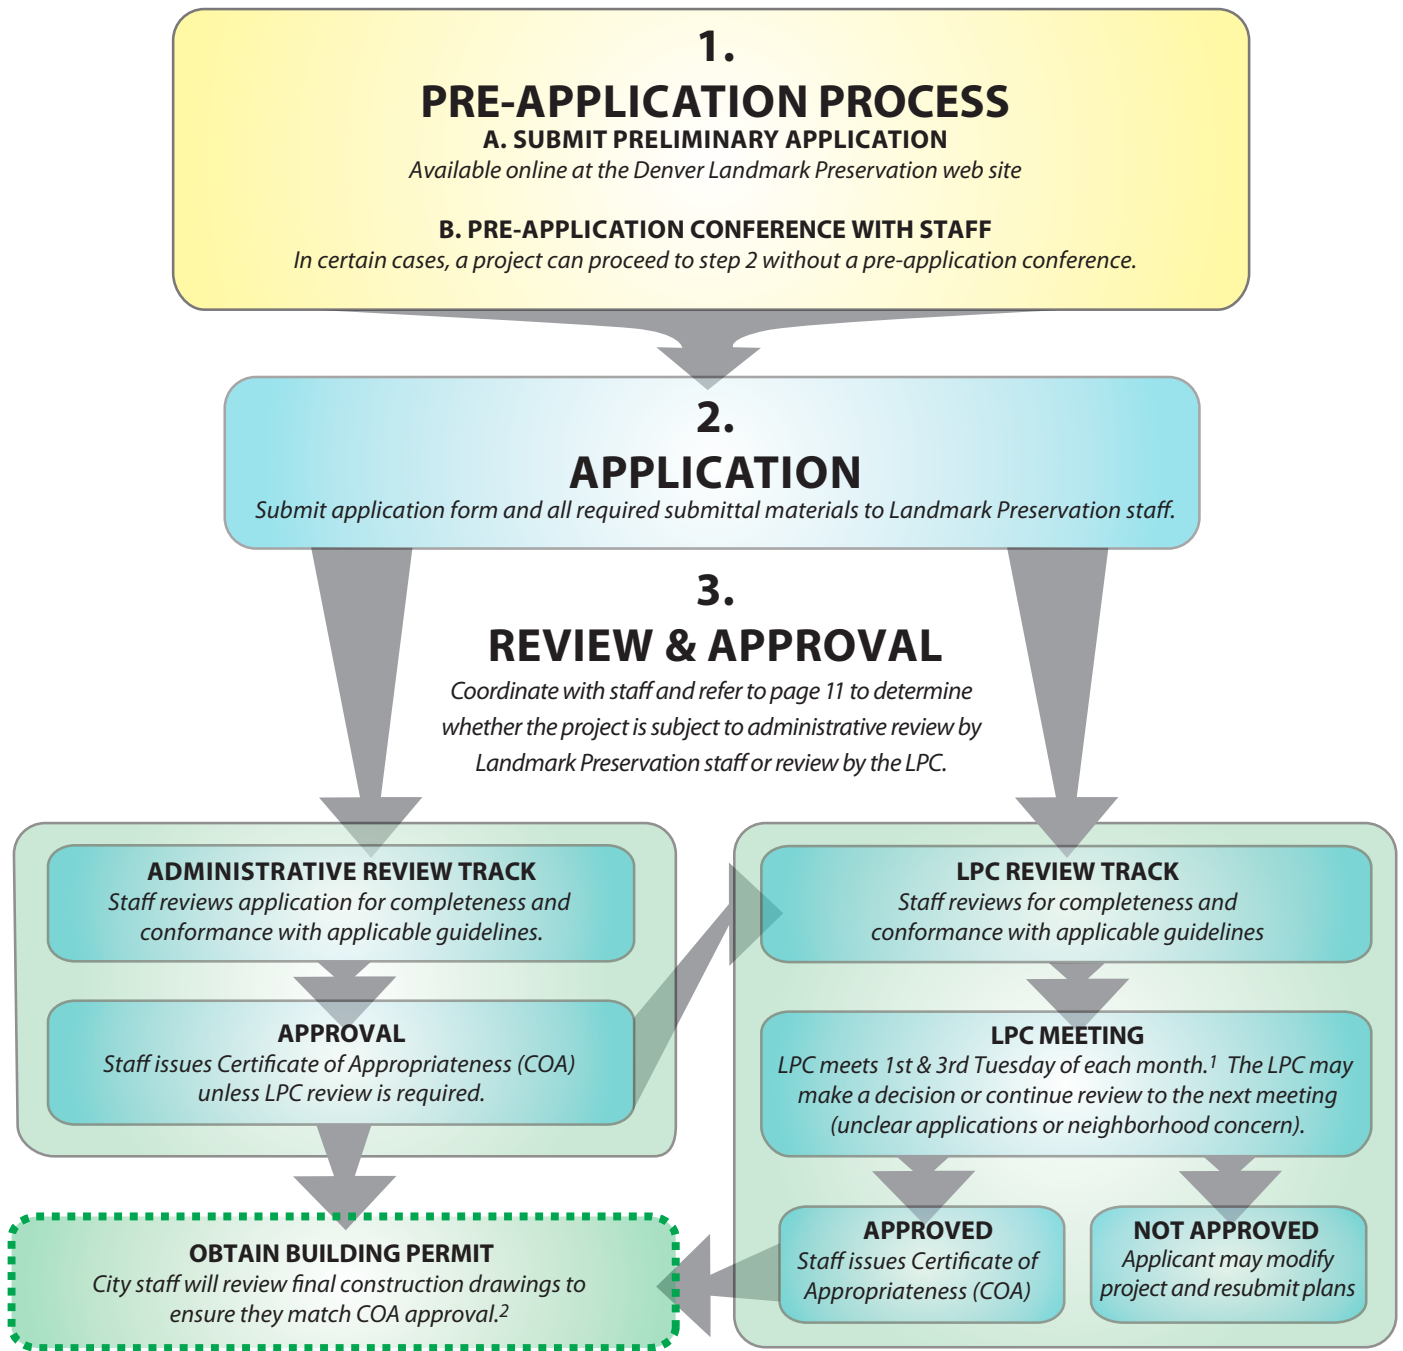 1.
PRE-APPLICATION PROCESS
A. SUBMIT PRELIMINARY APPLICATION
Available online at the Denver Landmark Preservation web site
B. PRE-APPLICATION CONFERENCE WITH STAFF
In certain cases, a project can proceed to step 2 without a pre-application conference.
2.
APPLICATION
Submit application form and all required submittal materials to Landmark Preservation staff.
3.
REVIEW & APPROVAL
Coordinate with staff and refer to page 11 to determine
whether the project is subject to administrative review by
Landmark Preservation staff or review by the LPC.
ADMINISTRATIVE REVIEW TRACK
Staff reviews application for completeness and
conformance with applicable guidelines.
APPROVAL
Staff issues Certificate of Appropriateness (COA)
unless LPC review is required.
OBTAIN BUILDING PERMIT
City staff will review final construction drawings to
ensure they match COA approval.2
LPC REVIEW TRACK
Staff reviews for completeness and
conformance with applicable guidelines
LPC MEETING
LPC meets 1st & 3rd Tuesday of each month.1 The LPC may
make a decision or continue review to the next meeting
(unclear applications or neighborhood concern).
APPROVED
Staff issues Certificate of
Appropriateness (COA)
NOT APPROVED
Applicant may modify
project and resubmit plans